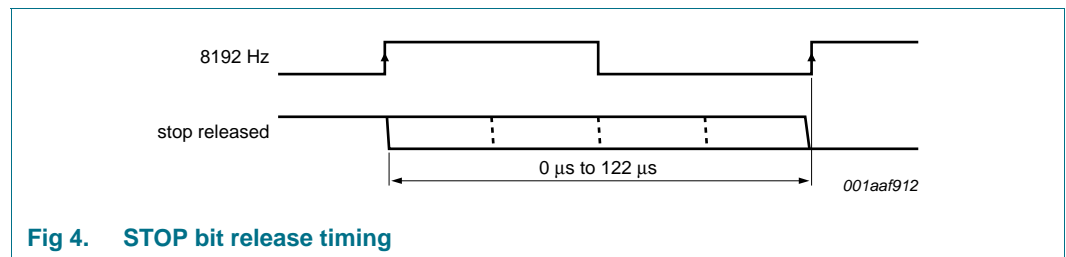 8192 Hz
stop released
0 μs to 122 μs
001aaf912
Fig 4. STOP bit release timing